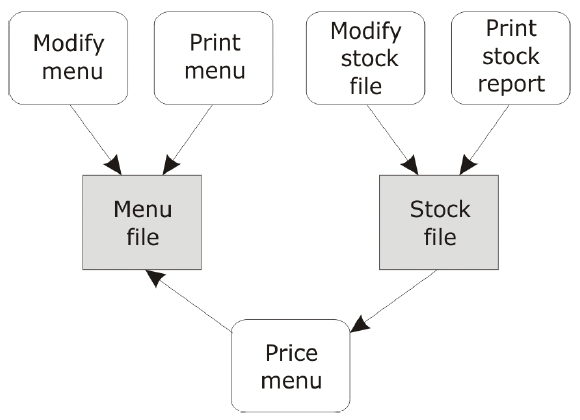 Modify
menu
Print
menu
Modify
stock
file
Print
stock
report
Menu
file
Stock
file
Price
menu